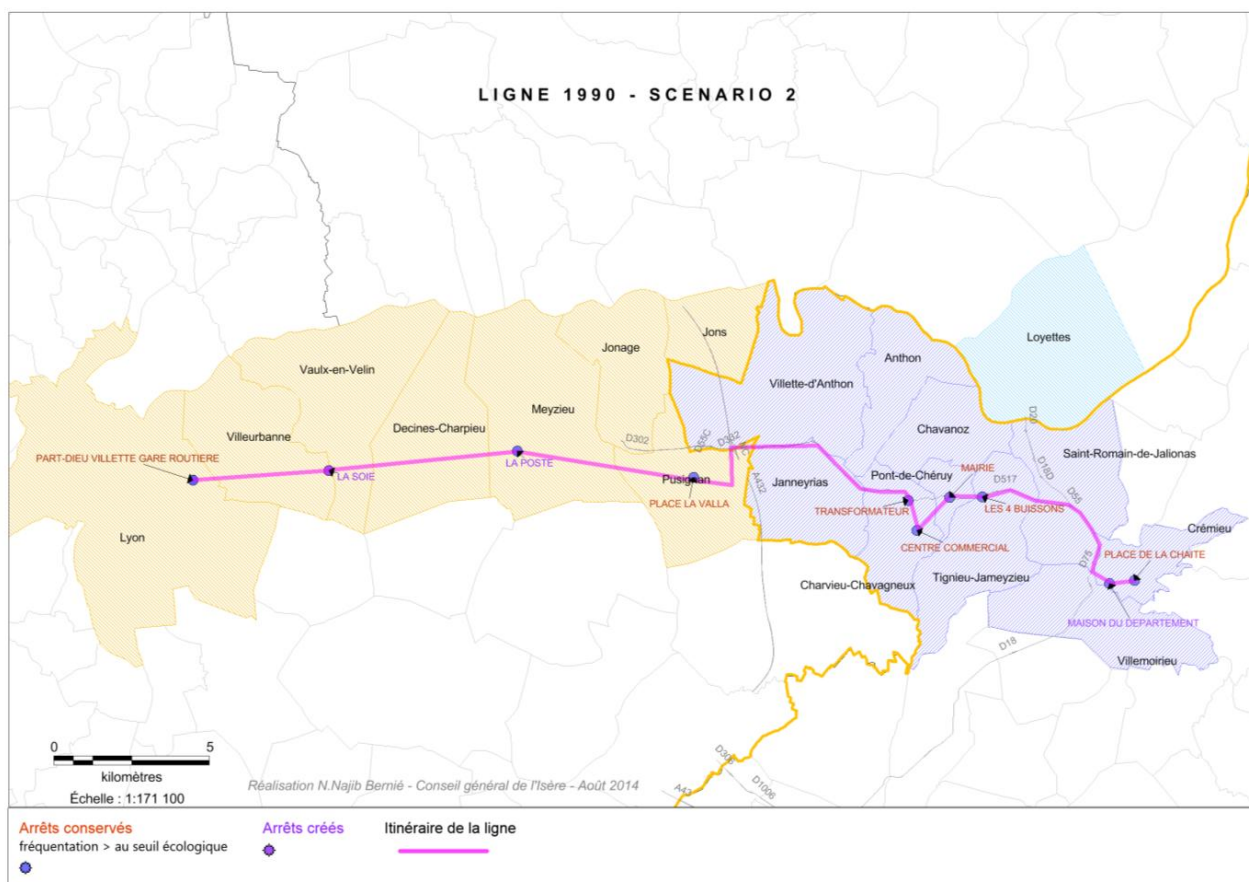 LIGNE 1990 - SCENARIO 2
Loyettes
Jons
Jonage
Anthon
Vaulx-en-Velin
Villette-d'Anthon
Meyzieu
Decines-Charpieu
Chavanoz
D20
Villeurbanne
D302
D55C
D302
Saint-Romain-de-Jalionas
PART-DIEU VILLETTE GARE ROUTIERE
LA SOIE
LA POSTE
Pusignan
PLACE LA VALLA
A432
Janneyrias
Pont-de-Chéruy
MAIRIE
D517
D18D
D55
TRANSFORMATEUR
LES 4 BUISSONS
Crémieu
Lyon
CENTRE COMMERCIAL
PLACE DE LA CHAITE
D75
Charvieu-Chavagneux
Tignieu-Jameyzieu
MAISON DU DEPARTEMENT
D18
Villemoirieu
0 5
kilomètres
Échelle : 1:171 100
Réalisation N.Najib Bernié - Conseil général de l'Isère - Août 2014
D306
A43
D1006
Arrêts conservés
fréquentation > au seuil écologique
Arrêts créés
Itinéraire de la ligne